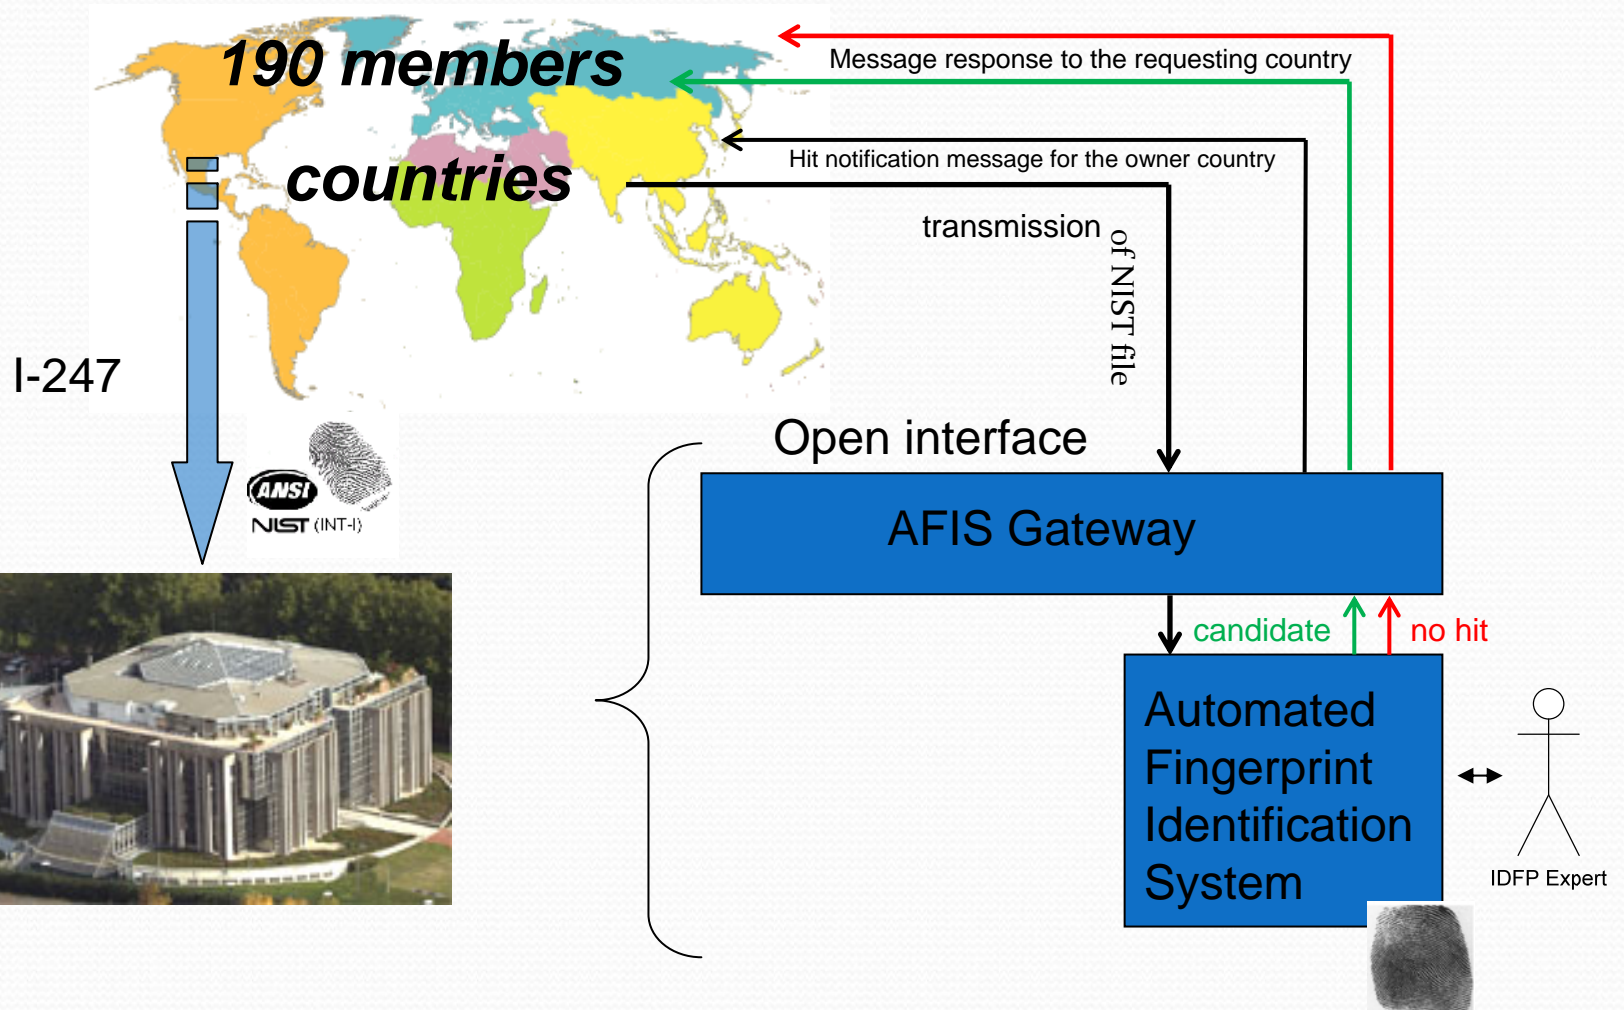 190 members
countries
Message response to the requesting country
Hit notification message for the owner country
transmission
of NIST file
I-247
ANSI
NIST (INT-I)
Open interface
AFIS Gateway
candidate
no hit
Automated
Fingerprint
Identification
System
IDFP Expert